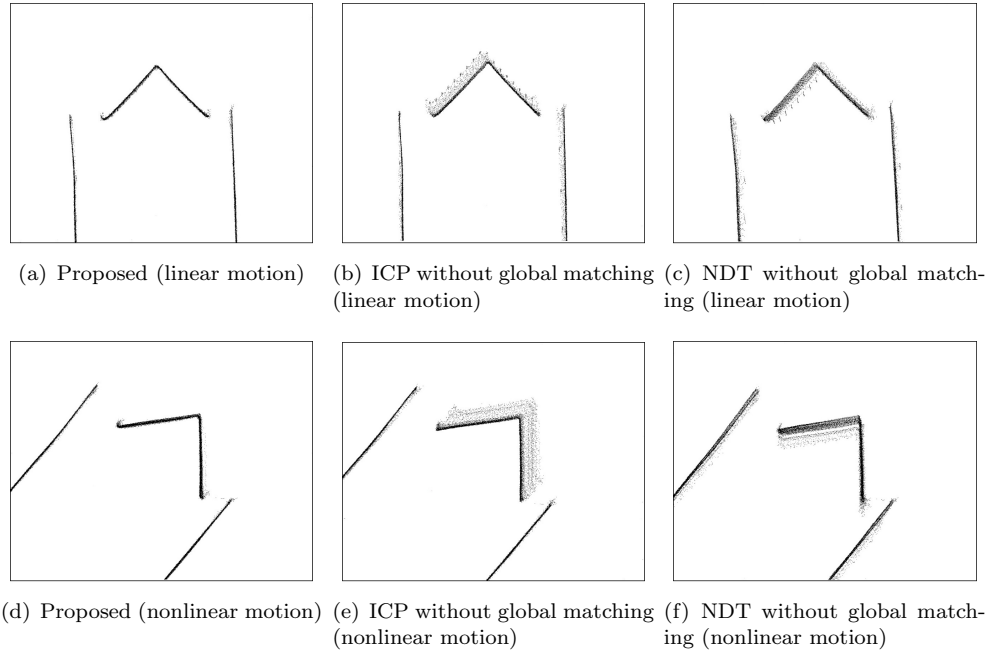 (a) Proposed (linear motion)
(b) ICP without global matching
(linear motion)
(c) NDT without global match-
ing (linear motion)
(d) Proposed (nonlinear motion)
(e) ICP without global matching
(nonlinear motion)
(f) NDT without global match-
ing (nonlinear motion)